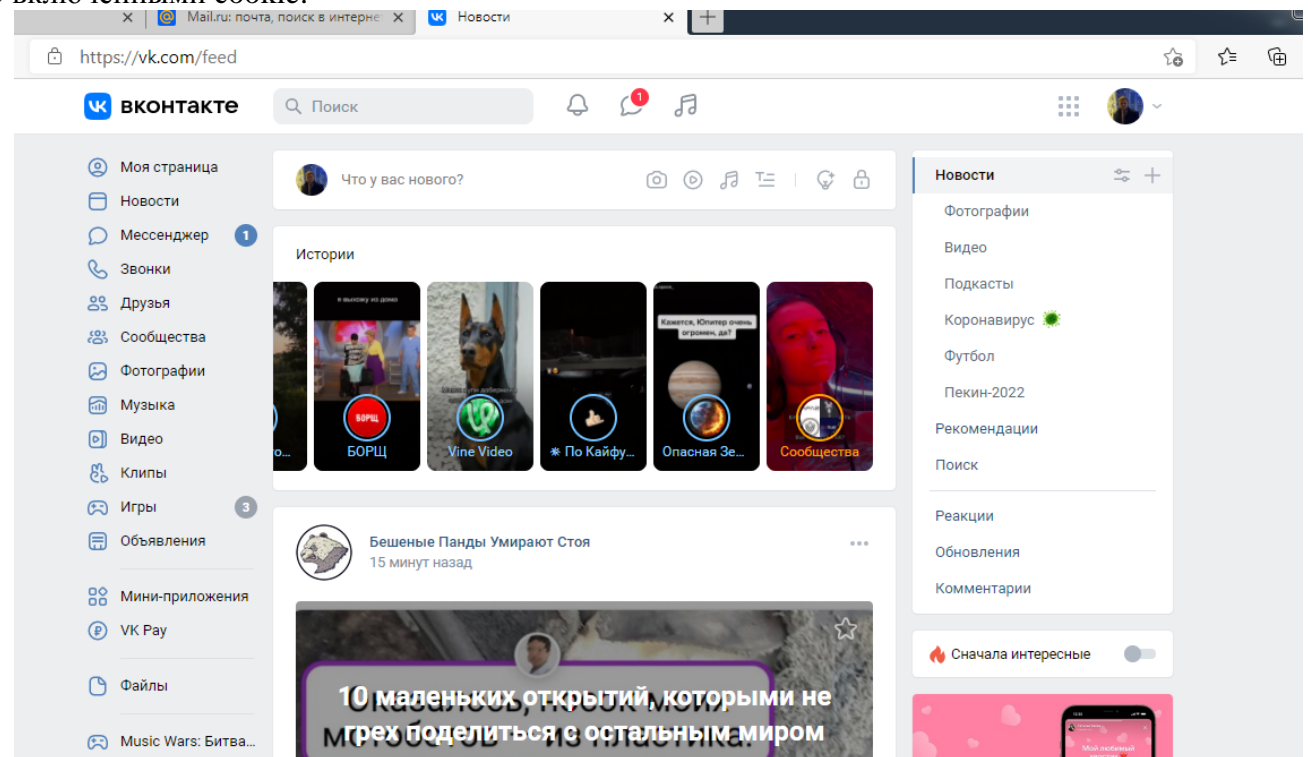 включенными cookie.
Mail.ru: почта, поиск в интерне
Новости
https://vk.com/feed
вконтакте
Поиск
1
Моя страница
Новости
Мессенджер 1
Звонки
Друзья
Сообщества
Фотографии
Музыка
Видео
Клипы
Игры 3
Объявления
Мини-приложения
VK Pay
Файлы
Music Wars: Битва...
Что у вас нового?
Истории
я выхожу из дома
Кажется, Юпитер очень
огромен, да?
БОРЩ
о...
БОРЩ
Vine Video
По Кайфу...
Опасная Зе...
Сообщества
Бешеные Панды Умирают Стоя
15 минут назад
10 маленьких открытий, которыми не
грех поделиться с остальным миром
Новости
Фотографии
Видео
Подкасты
Коронавирус
Футбол
Пекин-2022
Рекомендации
Поиск
Реакции
Обновления
Комментарии
Сначала интересные
Мой любимый